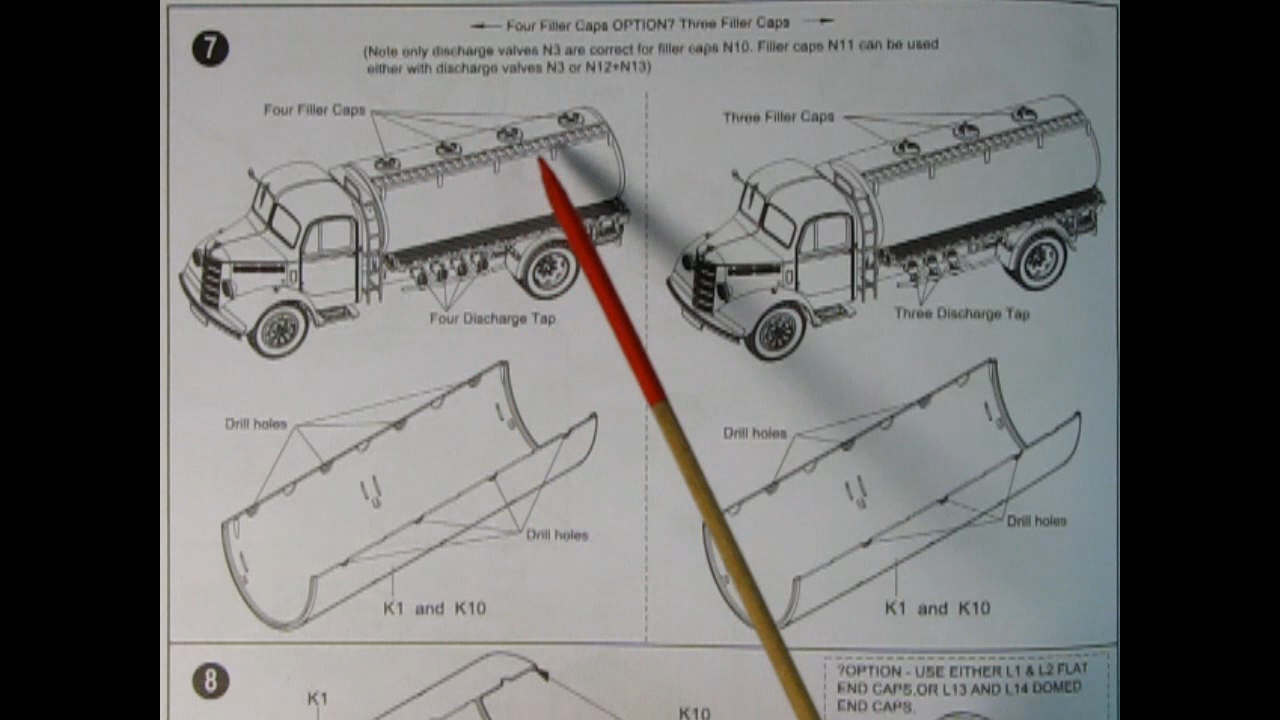 7
Four Filler Caps OPTION? Three Filler Caps
(Note only discharge valves N3 are correct for filler caps N10. Filler caps N11 can be used
either with discharge valves N3 or N12+N13)
Four Filler Caps
Three Filler Caps
Four Discharge Tap
Three Discharge Tap
Drill holes
Drill holes
Drill holes
Drill holes
K1 and K10
K1 and K10
8
K1
K10
?OPTION - USE EITHER L1 & L2 FLAT
END CAPS,OR L13 AND L14 DOMED
END CAPS.